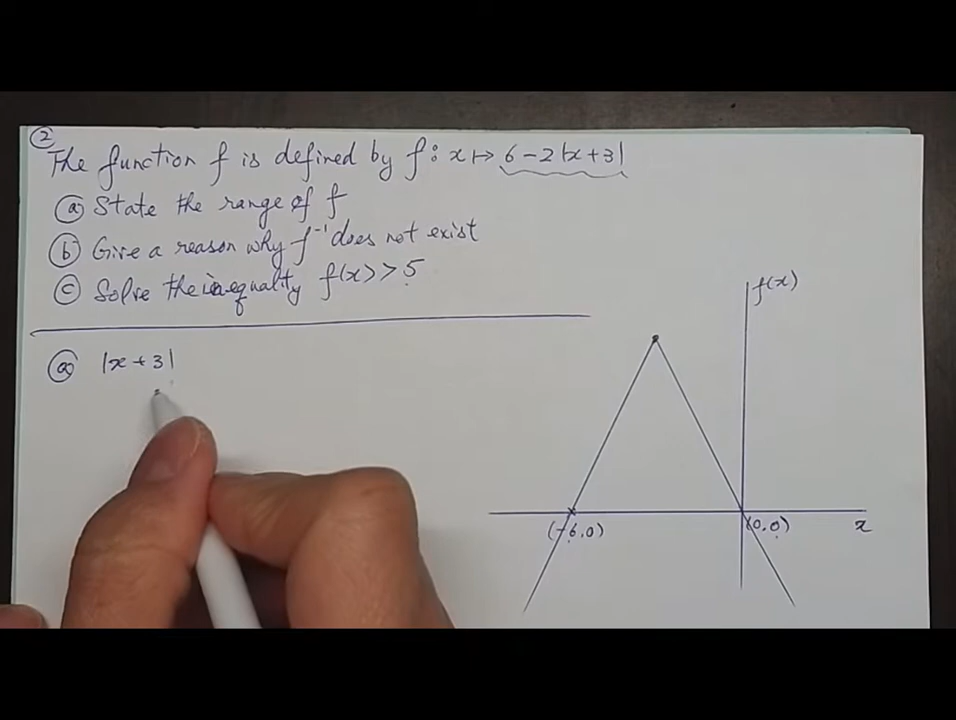 ②
The function f is defined by f : x ↦ 6 - 2|x + 3|
ⓐ State the range of f
ⓑ Give a reason why f⁻¹ does not exist
ⓒ Solve the inequality f(x) > 5
ⓐ |x + 3|
f(x)
(-6,0)
(0,0)
x